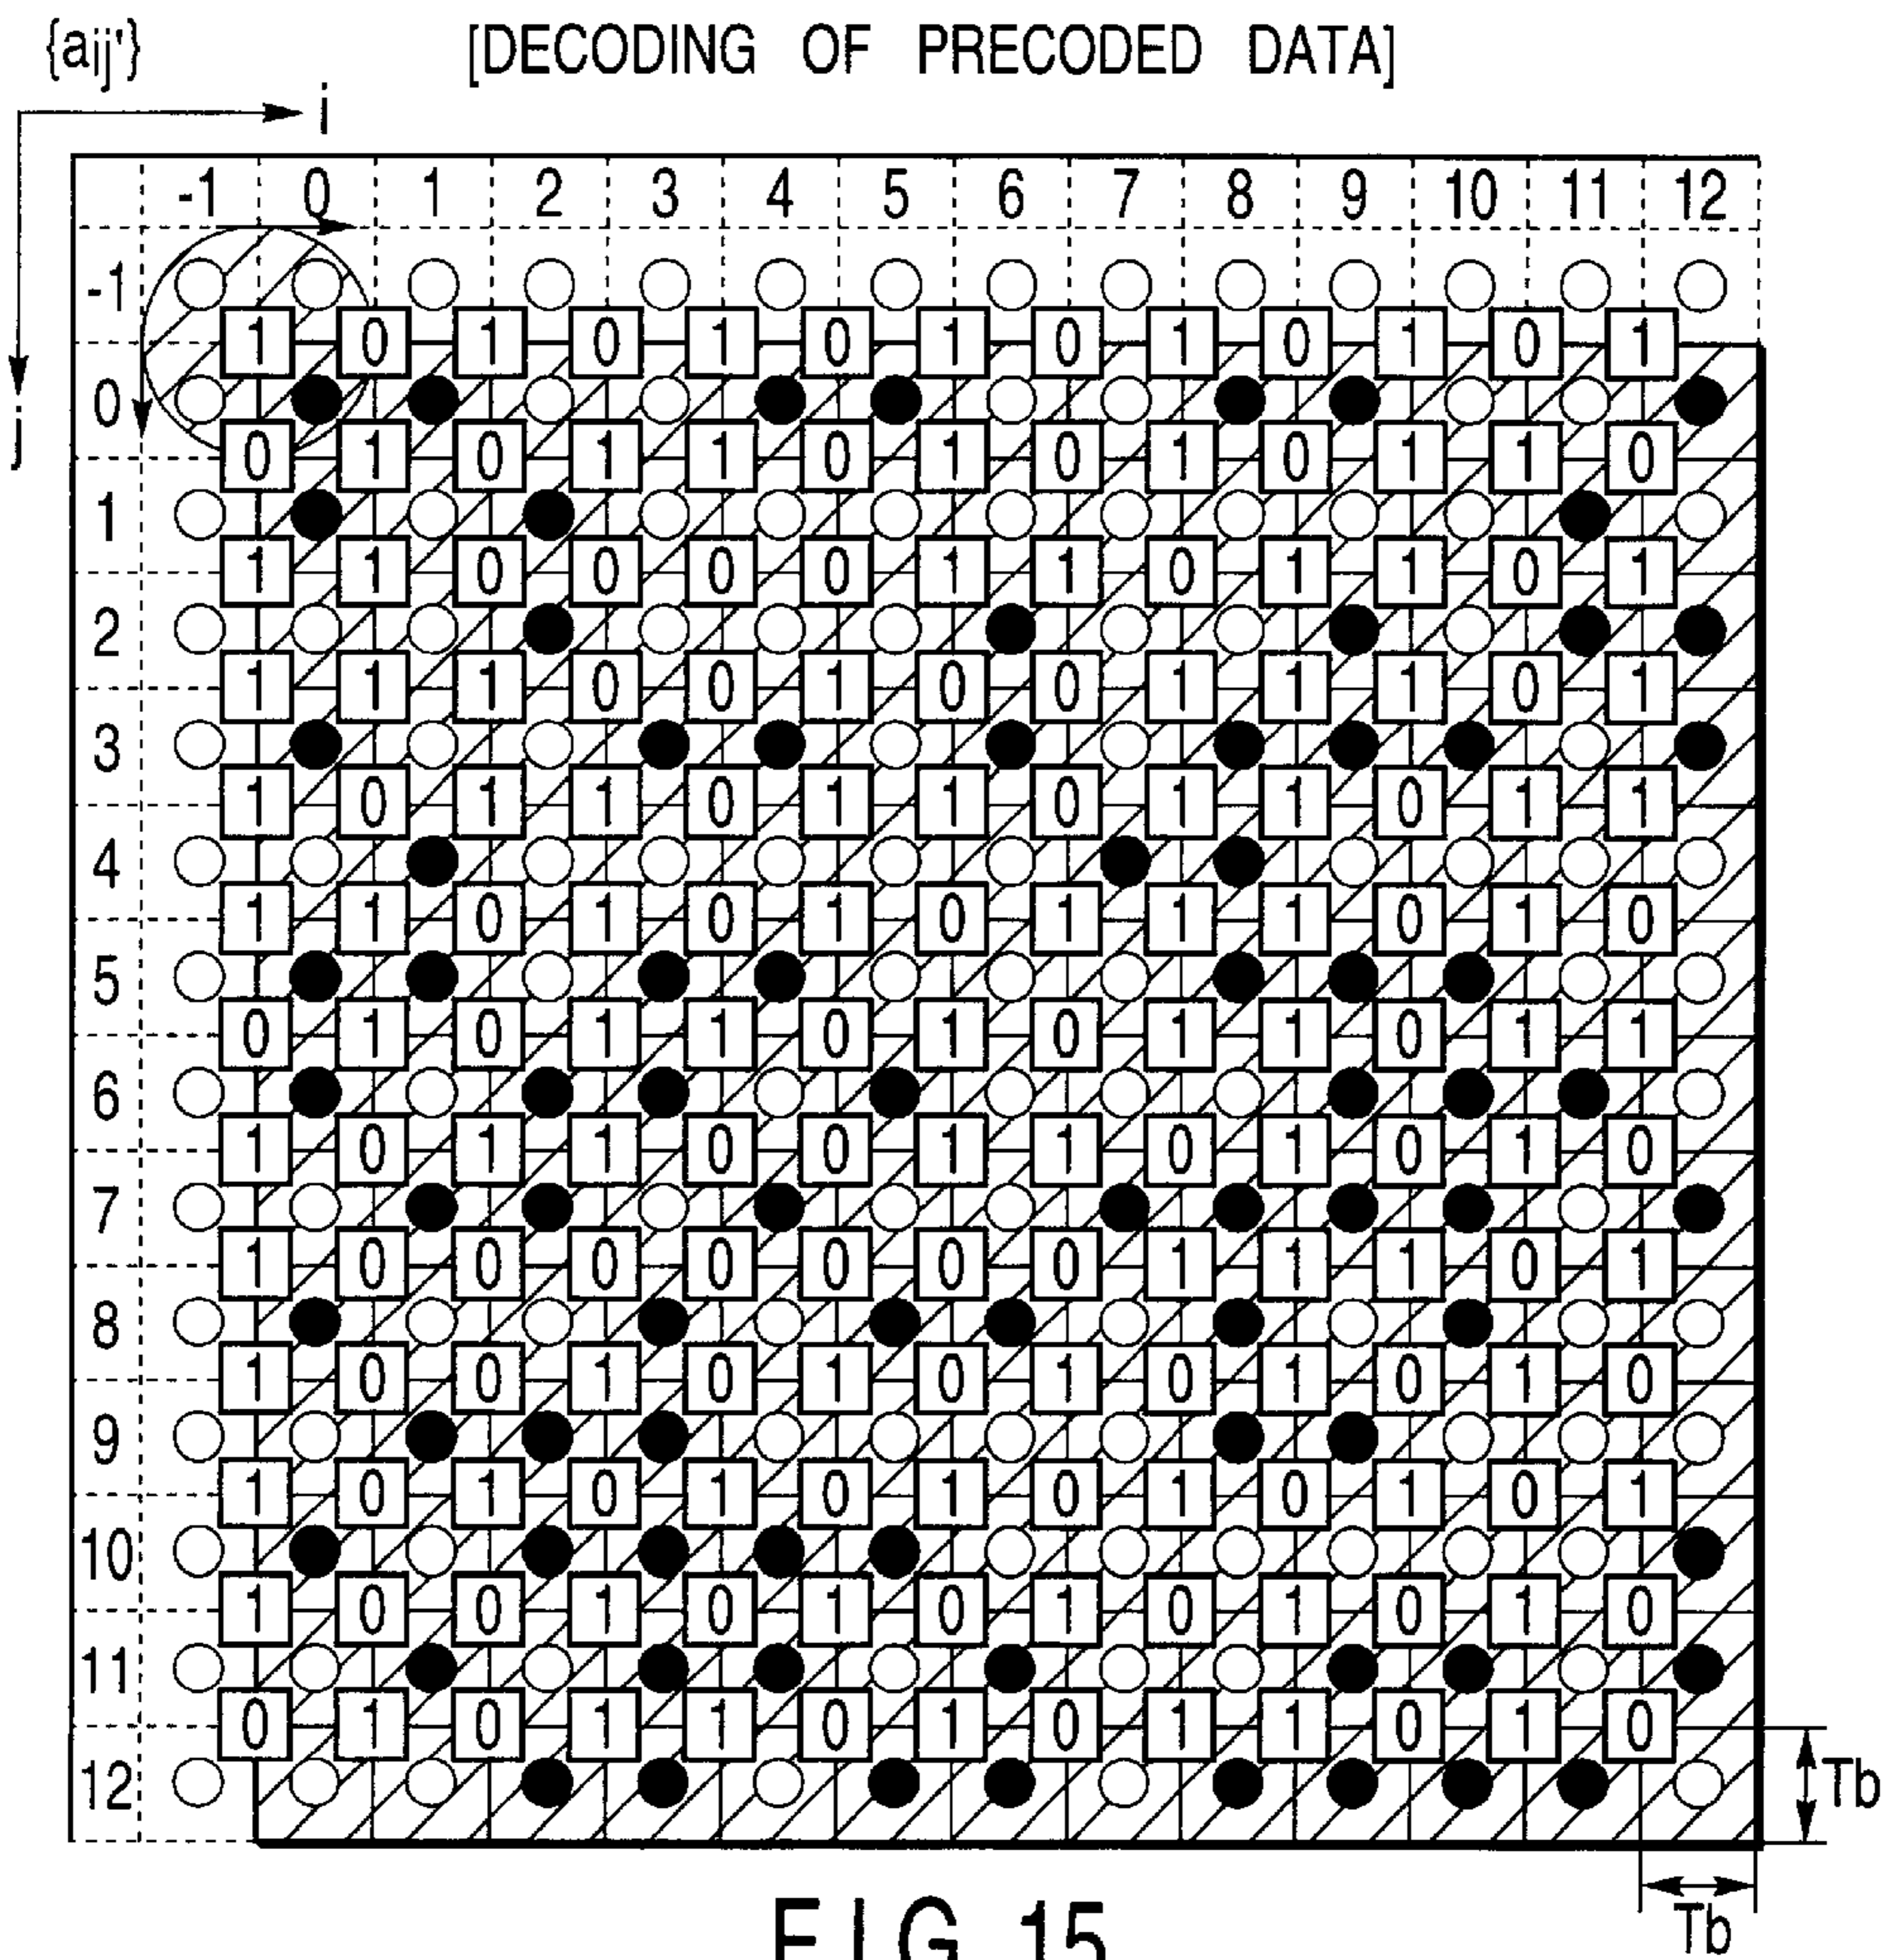 {aij'}
[DECODING OF PRECODED DATA]
i
-1 0 1 2 3 4 5 6 7 8 9 10 11 12
-1
1 0 1 0 1 0 1 0 1 0 1 0 1
0
j
0 1 0 1 1 0 1 0 1 0 1 1 0
1
1 1 0 0 0 0 1 1 0 1 1 0 1
2
1 1 1 0 0 1 0 0 1 1 1 0 1
3
1 0 1 1 0 1 1 0 1 1 0 1 1
4
1 1 0 1 0 1 0 1 1 1 0 1 0
5
0 1 0 1 1 0 1 0 1 1 0 1 1
6
1 0 1 1 0 0 1 1 0 1 0 1 0
7
1 0 0 0 0 0 0 0 1 1 1 0 1
8
1 0 0 1 0 1 0 1 0 1 0 1 0
9
1 0 1 0 1 0 1 0 1 0 1 0 1
10
1 0 0 1 0 1 0 1 0 1 0 1 0
11
0 1 0 1 1 0 1 0 1 1 0 1 0
12
Tb
Tb
FIG. 15